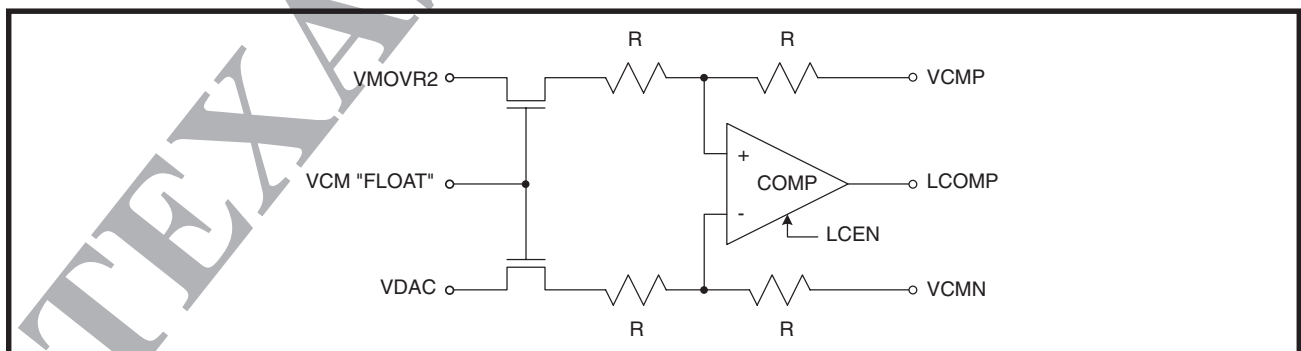 R R
VMOVR2 VCMP
+
VCM "FLOAT" COMP LCOMP
-
LCEN
VDAC VCMN
R R
TEXA